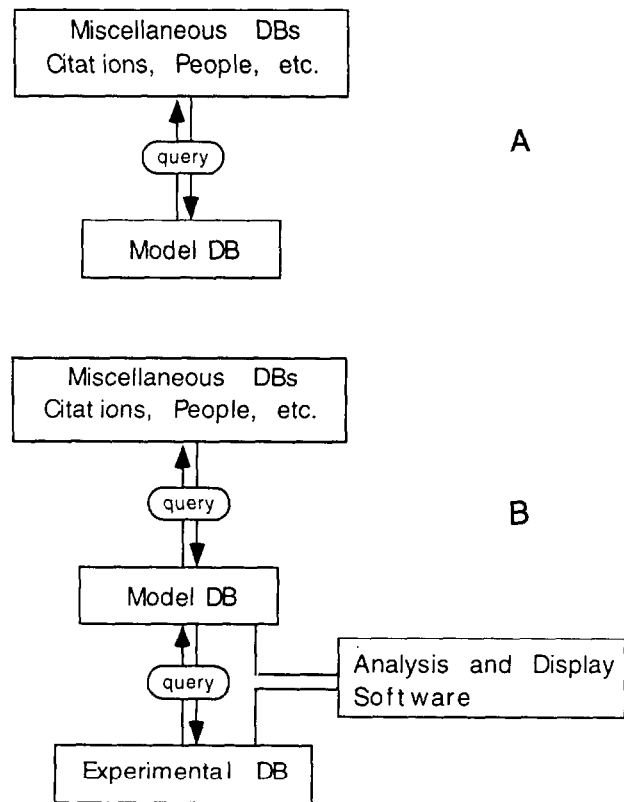 Miscellaneous DBs
Citations, People, etc.
query
A
Model DB
Miscellaneous DBs
Citations, People, etc.
query
B
Model DB
query
Analysis and Display
Software
Experimental DB